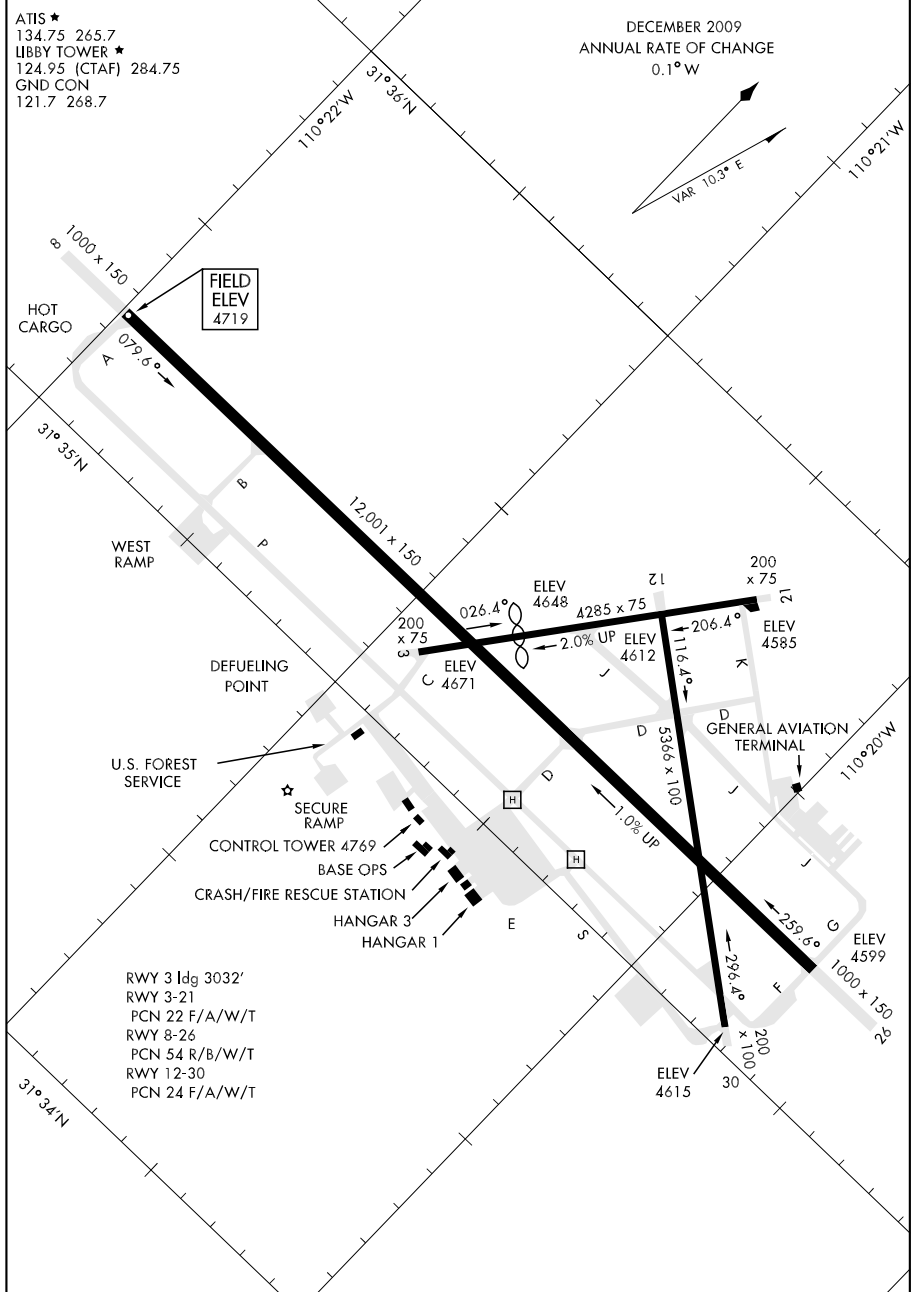 ATIS ★
134.75 265.7
LIBBY TOWER ★
124.95 (CTAF) 284.75
GND CON
121.7 268.7
DECEMBER 2009
ANNUAL RATE OF CHANGE
0.1° W
VAR 10.3° E
31°36'N
110°22'W
110°21'W
8
1000 x 150
FIELD
ELEV
4719
HOT
CARGO
A
079.6°
31°35'N
B
P
12,001 x 150
WEST
RAMP
DEFUELING
POINT
200
x 75
3
C
026.4°
ELEV
4648
ELEV
4671
4285 x 75
2.0% UP
12
ELEV
4612
200
x 75
21
206.4°
ELEV
4585
116.4°
K
J
D
D
GENERAL AVIATION
TERMINAL
110°20'W
5366 x 100
J
J
U.S. FOREST
SERVICE
SECURE
RAMP
CONTROL TOWER 4769
BASE OPS
CRASH/FIRE RESCUE STATION
HANGAR 3
HANGAR 1
H
D
H
1.0% UP
E
S
259.6°
G
ELEV
4599
F
1000 x 150
26
296.4°
200
x 100
30
ELEV
4615
RWY 3 ldg 3032'
RWY 3-21
PCN 22 F/A/W/T
RWY 8-26
PCN 54 R/B/W/T
RWY 12-30
PCN 24 F/A/W/T
31°34'N